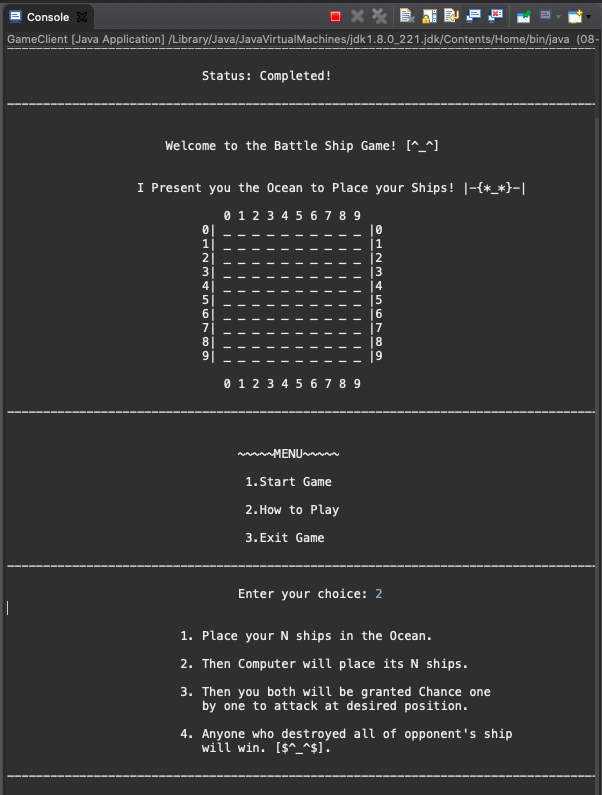 Console
GameClient [Java Application] /Library/Java/JavaVirtualMachines/jdk1.8.0_221.jdk/Contents/Home/bin/java (08-
Status: Completed!
Welcome to the Battle Ship Game! [^_^]
I Present you the Ocean to Place your Ships! |-{*_*}-|
0 1 2 3 4 5 6 7 8 9
0| _ _ _ _ _ _ _ _ _ _ |0
1| _ _ _ _ _ _ _ _ _ _ |1
2| _ _ _ _ _ _ _ _ _ _ |2
3| _ _ _ _ _ _ _ _ _ _ |3
4| _ _ _ _ _ _ _ _ _ _ |4
5| _ _ _ _ _ _ _ _ _ _ |5
6| _ _ _ _ _ _ _ _ _ _ |6
7| _ _ _ _ _ _ _ _ _ _ |7
8| _ _ _ _ _ _ _ _ _ _ |8
9| _ _ _ _ _ _ _ _ _ _ |9
0 1 2 3 4 5 6 7 8 9
~~~~~MENU~~~~~
1.Start Game
2.How to Play
3.Exit Game
Enter your choice: 2
1. Place your N ships in the Ocean.
2. Then Computer will place its N ships.
3. Then you both will be granted Chance one
by one to attack at desired position.
4. Anyone who destroyed all of opponent's ship
will win. [$^_^$].